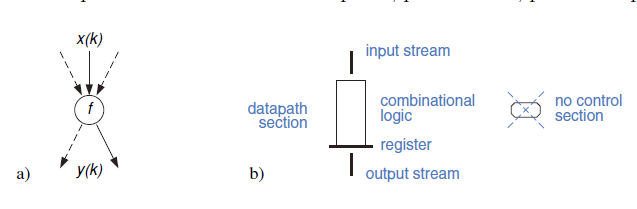 x(k)
f
y(k)
a)
input stream
datapath
section
combinational
logic
register
output stream
x
no control
section
b)